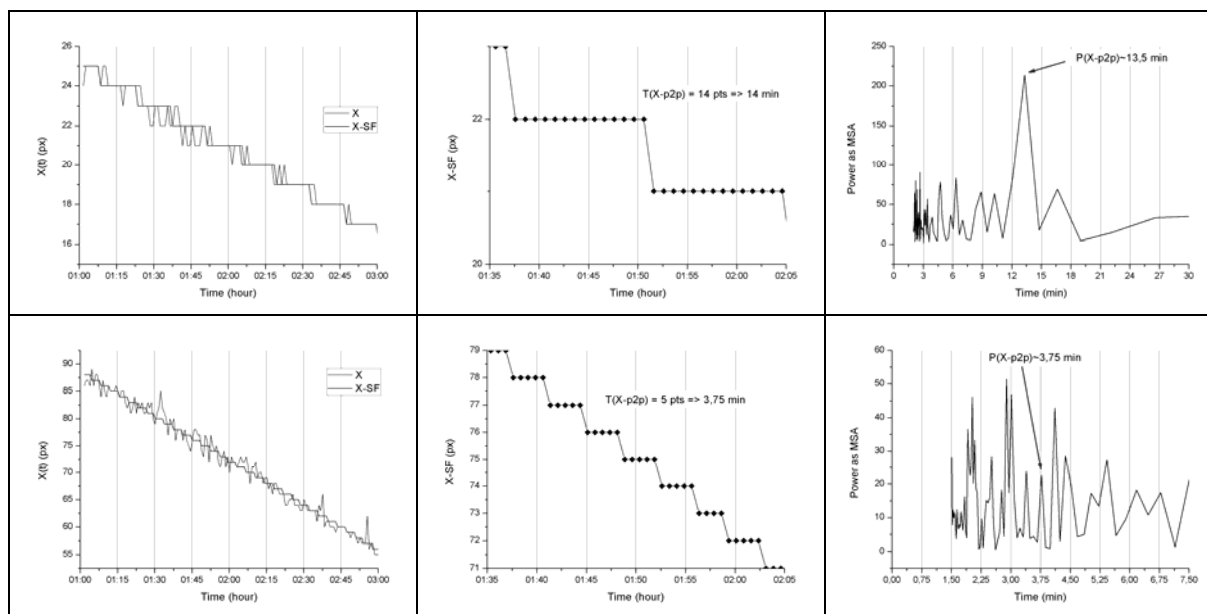 26
24
22
20
18
16
X(t) (px)
X
X-SF
01:00 01:15 01:30 01:45 02:00 02:15 02:30 02:45 03:00
Time (hour)
22
20
X-SF (px)
T(X-p2p) = 14 pts => 14 min
01:35 01:40 01:45 01:50 01:55 02:00 02:05
Time (hour)
250
200
150
100
50
0
Power as MSA
P(X-p2p)~13,5 min
0 3 6 9 12 15 18 21 24 27 30
Time (min)
90
85
80
75
70
65
60
55
X(t) (px)
X
X-SF
01:00 01:15 01:30 01:45 02:00 02:15 02:30 02:45 03:00
Time (hour)
79
78
77
76
75
74
73
72
71
X-SF (px)
T(X-p2p) = 5 pts => 3,75 min
01:35 01:40 01:45 01:50 01:55 02:00 02:05
Time (hour)
60
50
40
30
20
10
0
Power as MSA
P(X-p2p)~3,75 min
0,00 0,75 1,50 2,25 3,00 3,75 4,50 5,25 6,00 6,75 7,50
Time (min)